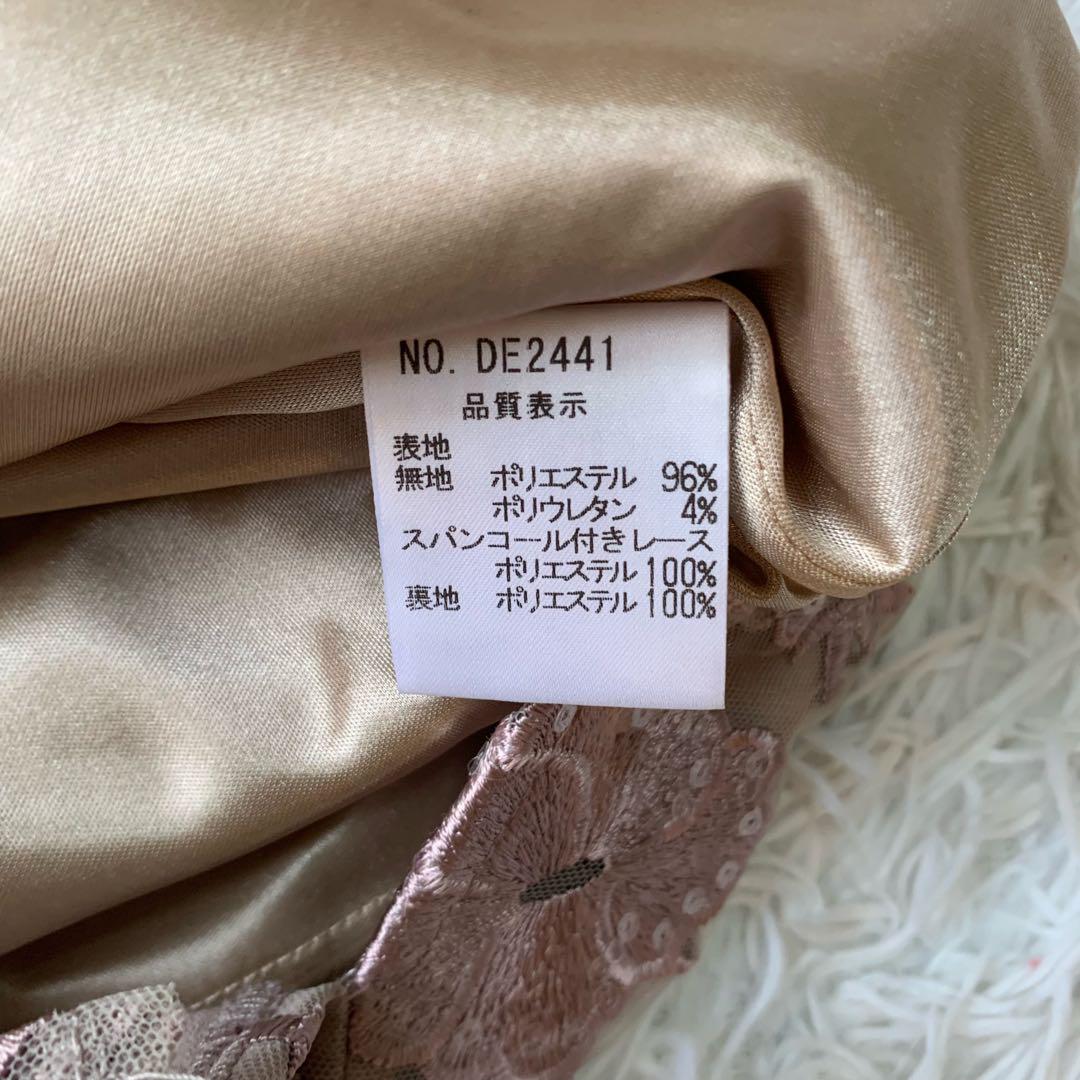 NO. DE2441
品質表示
表地
無地 ポリエステル 96%
ポリウレタン 4%
スパンコール付きレース
ポリエステル 100%
裏地 ポリエステル 100%